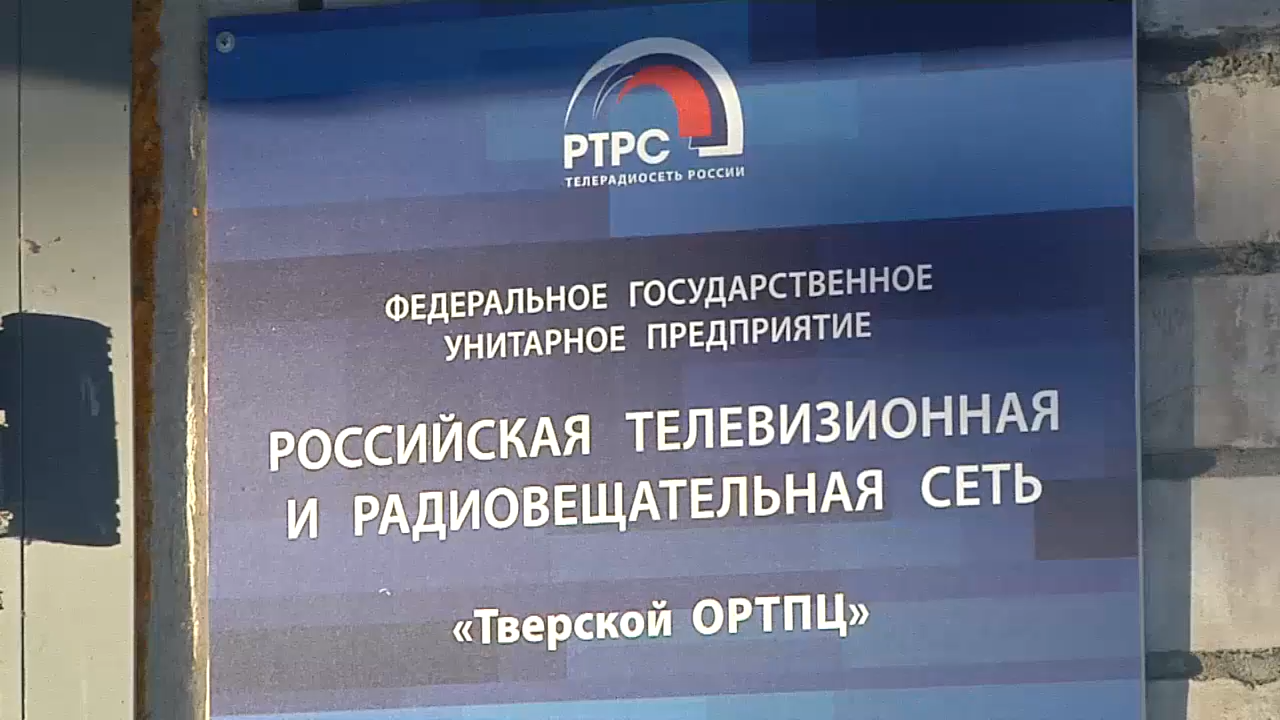 РТРС
ТЕЛЕРАДИОСЕТЬ РОССИИ
ФЕДЕРАЛЬНОЕ ГОСУДАРСТВЕННОЕ
УНИТАРНОЕ ПРЕДПРИЯТИЕ
РОССИЙСКАЯ ТЕЛЕВИЗИОННАЯ
И РАДИОВЕЩАТЕЛЬНАЯ СЕТЬ
«Тверской ОРТПЦ»